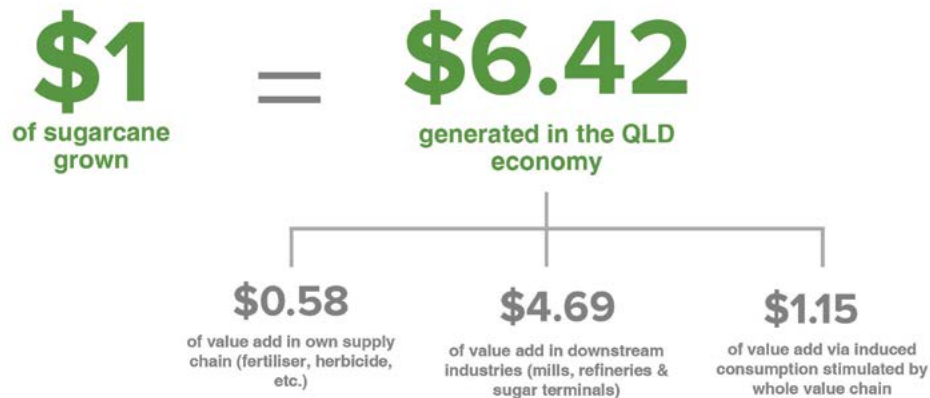 $1
of sugarcane
grown
=
$6.42
generated in the QLD
economy
$0.58
of value add in own supply
chain (fertiliser, herbicide,
etc.)
$4.69
of value add in downstream
industries (mills, refineries &
sugar terminals)
$1.15
of value add via induced
consumption stimulated by
whole value chain